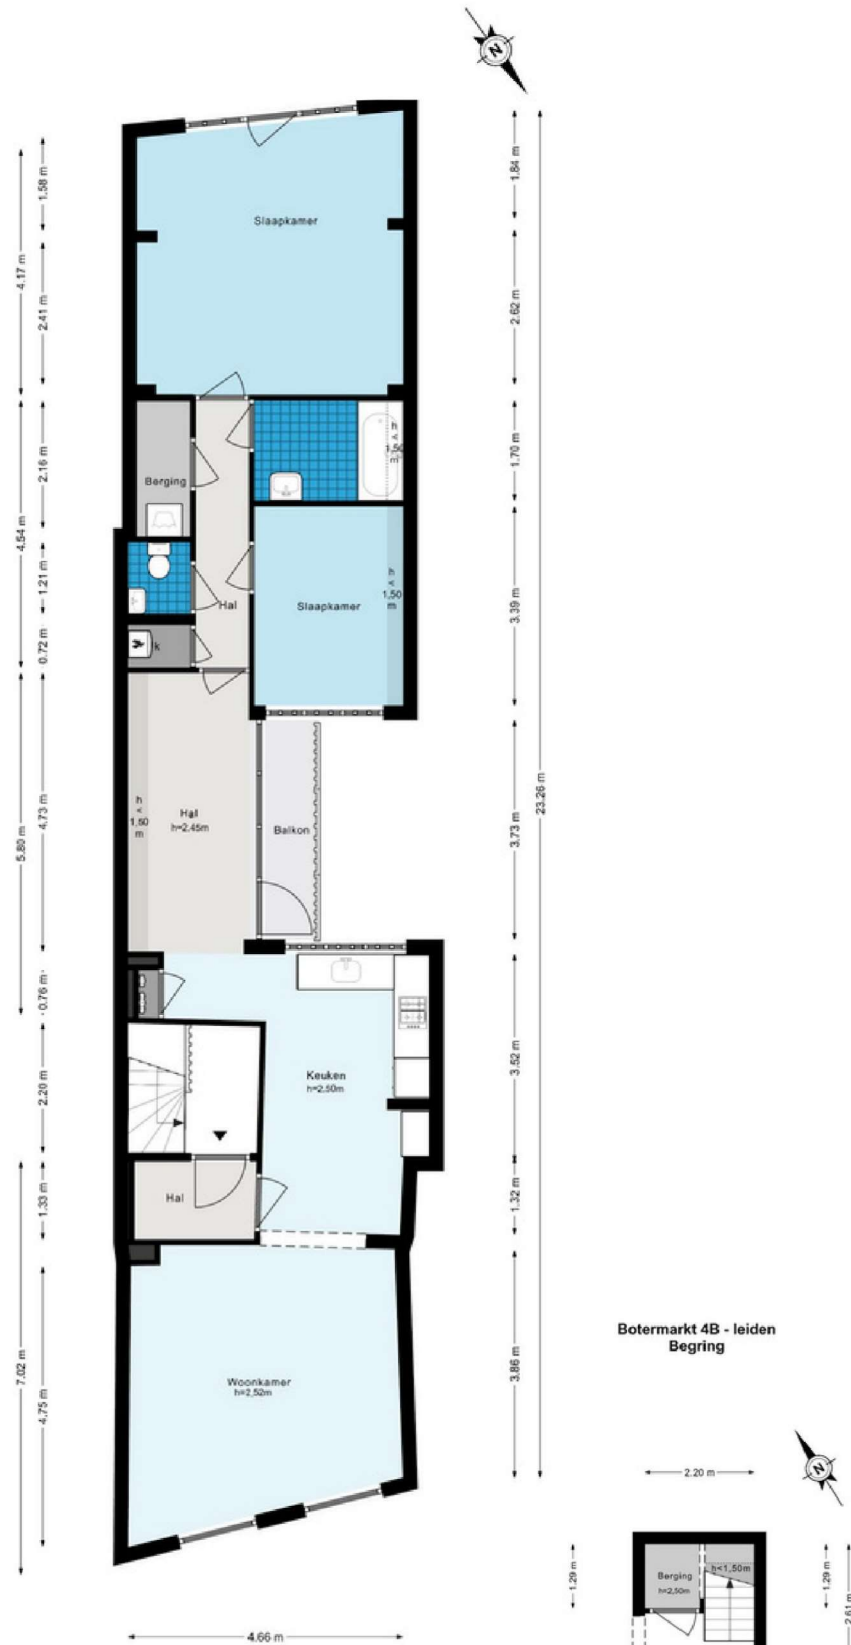 N
1.58 m
1.84 m
4.17 m
Slaapkamer
2.41 m
2.62 m
23.26 m
2.16 m
1.70 m
h
<
m
Berging
4.54 m
1.21 m
3.39 m
Slaapkamer
h
<
1,50
m
Hal
0.72 m
k
4.73 m
5.80 m
3.73 m
h
<
1,50
m
Hal
h=2.45m
Balkon
0.76 m
3.52 m
Keuken
h=2,50m
2.20 m
1.33 m
1.32 m
Hal
7.02 m
4.75 m
3.86 m
Woonkamer
h=2,52m
4.66 m
Botermarkt 4B - leiden
Begring
N
2.20 m
1.29 m
1.29 m
2.61 m
Berging
h=2,50m
h<1,50m